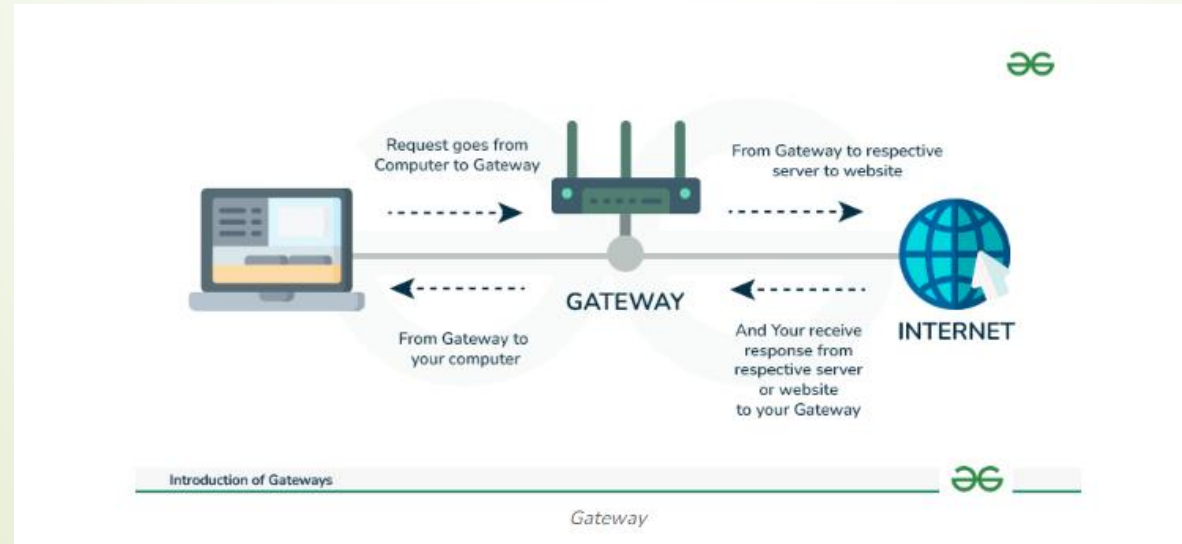 Request goes from
Computer to Gateway
From Gateway to respective
server to website
GATEWAY
INTERNET
From Gateway to
your computer
And Your receive
response from
respective server
or website
to your Gateway
Introduction of Gateways
Gateway